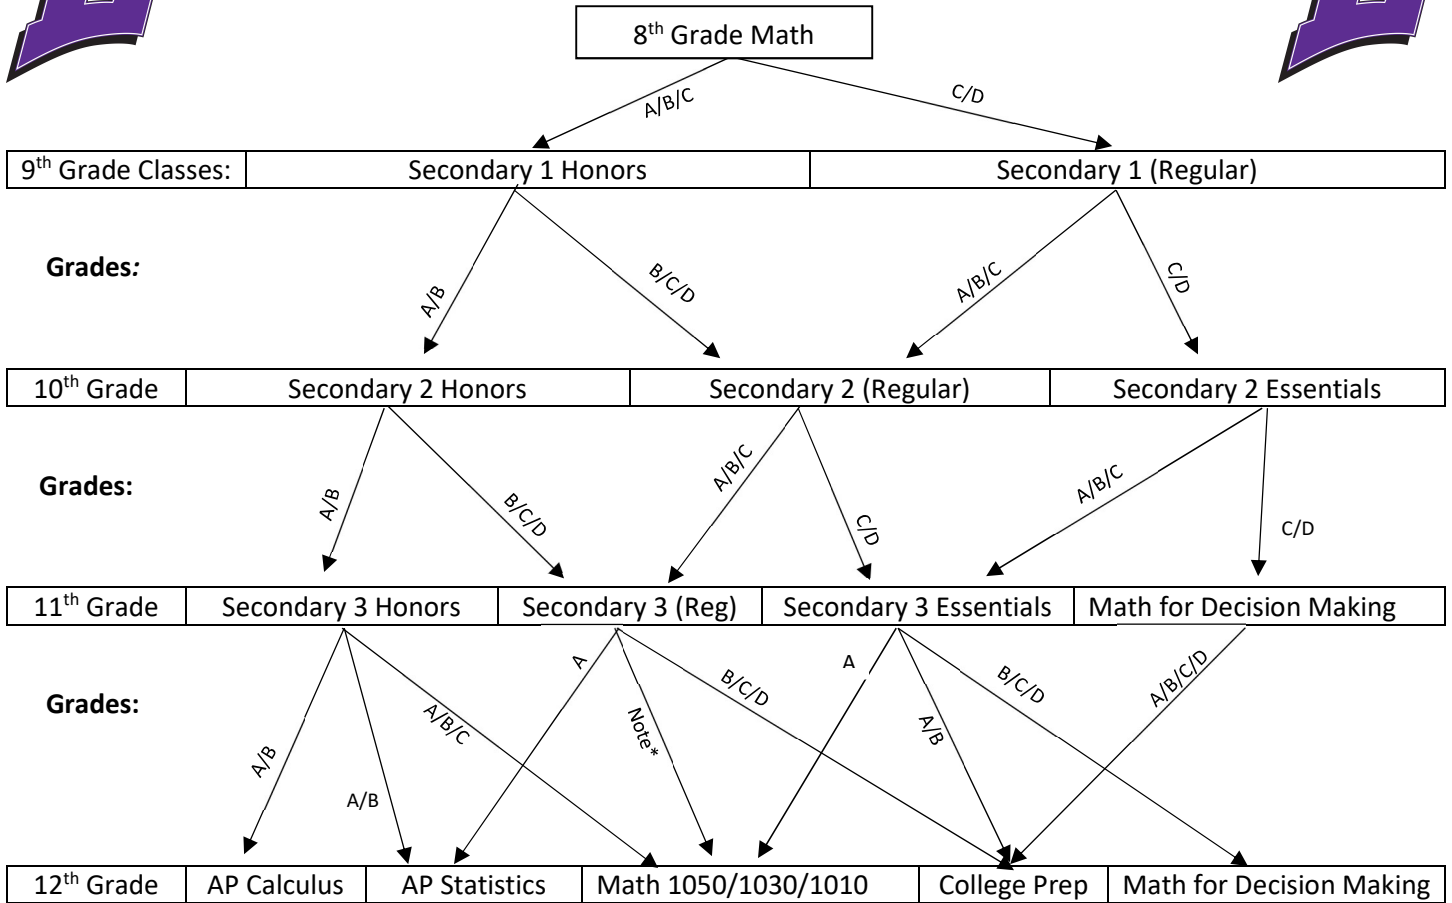 8th Grade Math
A/B/C
C/D
9th Grade Classes: Secondary 1 Honors Secondary 1 (Regular)
Grades:
A/B
B/C/D
A/B/C
C/D
10th Grade Secondary 2 Honors Secondary 2 (Regular) Secondary 2 Essentials
Grades:
A/B
B/C/D
A/B/C
C/D
A/B/C
C/D
11th Grade Secondary 3 Honors Secondary 3 (Reg) Secondary 3 Essentials Math for Decision Making
Grades:
A/B
A/B
A/B/C
A
Note*
B/C/D
A
A/B
B/C/D
A/B/C/D
12th Grade AP Calculus AP Statistics Math 1050/1030/1010 College Prep Math for Decision Making